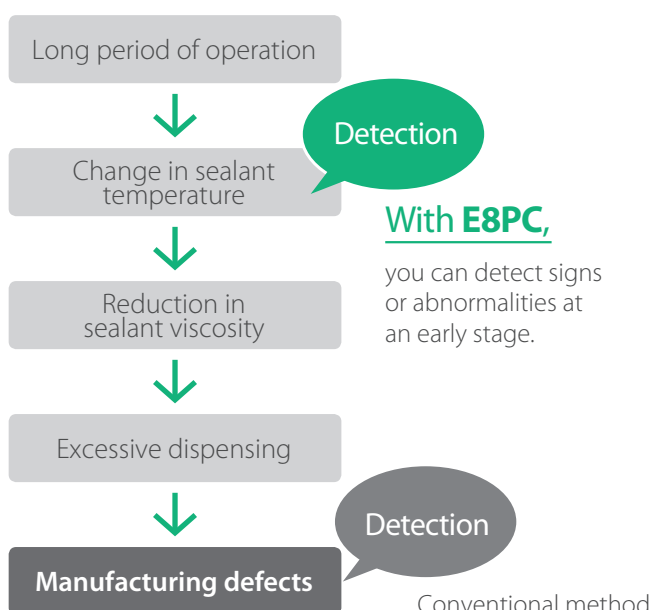 Long period of operation
Detection
Change in sealant
temperature
With E8PC,
you can detect signs
or abnormalities at
an early stage.
Reduction in
sealant viscosity
Excessive dispensing
Detection
Manufacturing defects
Conventional method